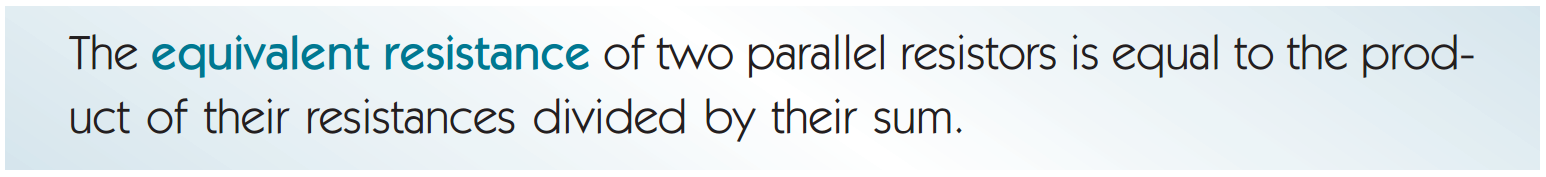 The equivalent resistance of two parallel resistors is equal to the prod-
uct of their resistances divided by their sum.